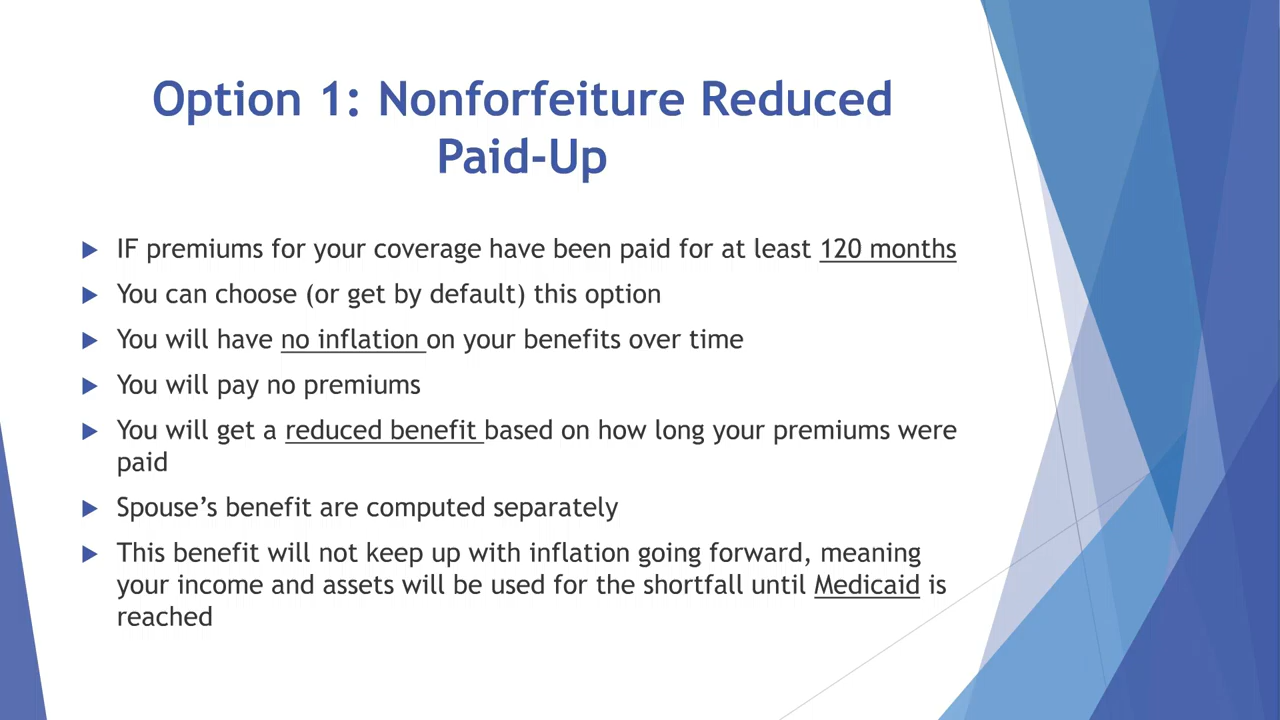 Option 1: Nonforfeiture Reduced
Paid-Up
IF premiums for your coverage have been paid for at least 120 months
You can choose (or get by default) this option
You will have no inflation on your benefits over time
You will pay no premiums
You will get a reduced benefit based on how long your premiums were
paid
Spouse’s benefit are computed separately
This benefit will not keep up with inflation going forward, meaning
your income and assets will be used for the shortfall until Medicaid is
reached